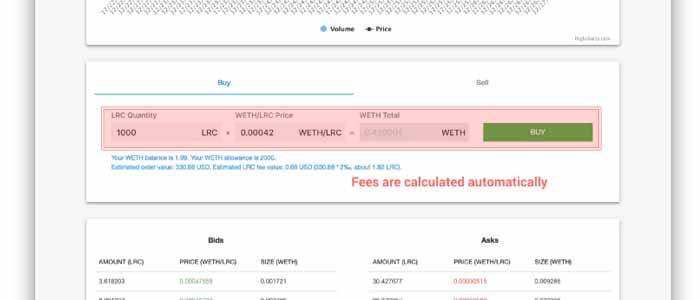 Volume Price
Highcharts.com
Buy Sell
LRC Quantity WETH/LRC Price WETH Total
1000 LRC × 0.00042 WETH/LRC = WETH BUY
Your WETH balance is 1.99. Your WETH allowance is 2000.
Estimated order value: 330.88 USD. Estimated LRC fee value: 0.66 USD (330.88 * 2‰, about 1.82 LRC).
Fees are calculated automatically
Bids Asks
AMOUNT (LRC) PRICE (WETH/LRC) SIZE (WETH) AMOUNT (LRC) PRICE (WETH/LRC) SIZE (WETH)
3.618203 0.00047559 0.001721 30.427677 0.00030515 0.009286